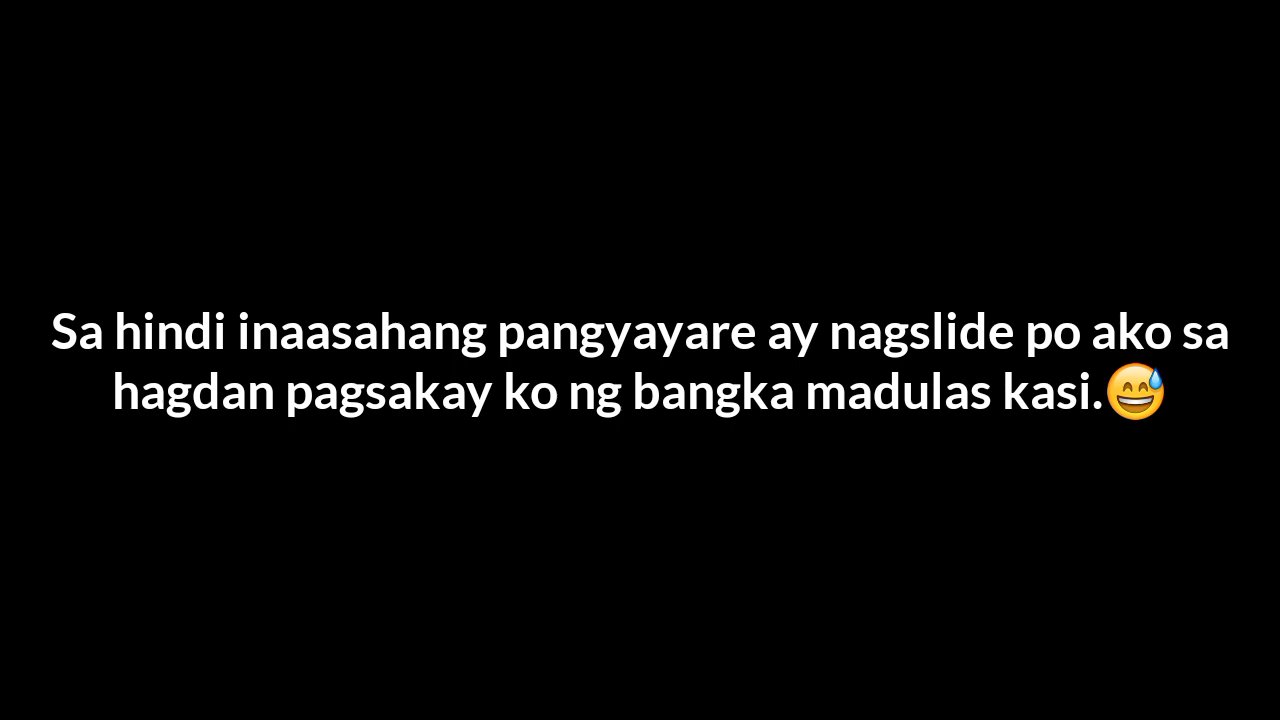 Sa hindi inaasahang pangyayare ay nagslide po ako sa
hagdan pagsakay ko ng bangka madulas kasi.😅